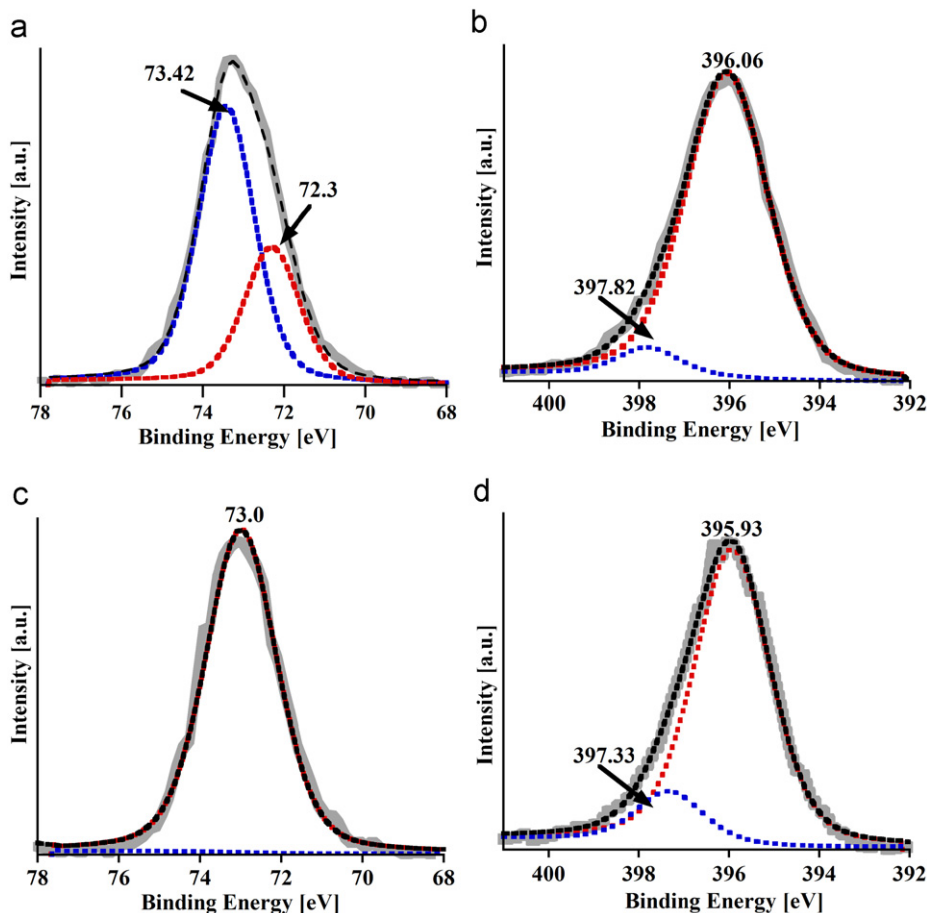 a
73.42
72.3
Intensity [a.u.]
78 76 74 72 70 68
Binding Energy [eV]
b
396.06
397.82
Intensity [a.u.]
400 398 396 394 392
Binding Energy [eV]
c
73.0
Intensity [a.u.]
78 76 74 72 70 68
Binding Energy [eV]
d
395.93
397.33
Intensity [a.u.]
400 398 396 394 392
Binding Energy [eV]